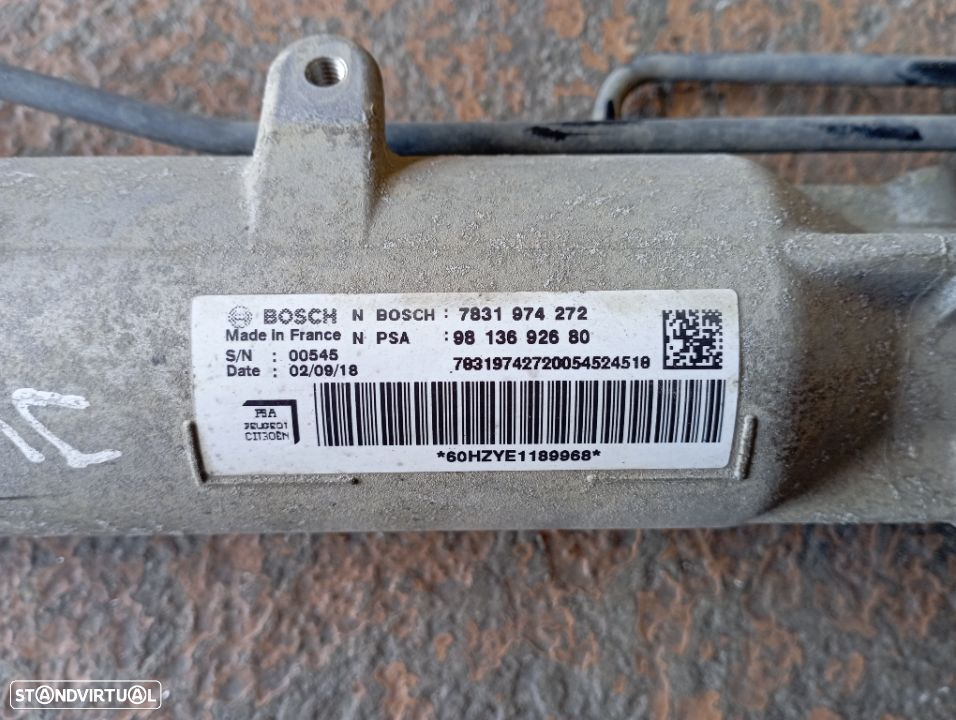 BOSCH N BOSCH : 7831 974 272
Made in France N PSA : 98 136 926 80
S/N : 00545
Date : 02/09/18 78319742720054524518
PSA
PEUGEOT
CITROËN
*60HZYE1189968*
STANDVIRTUAL